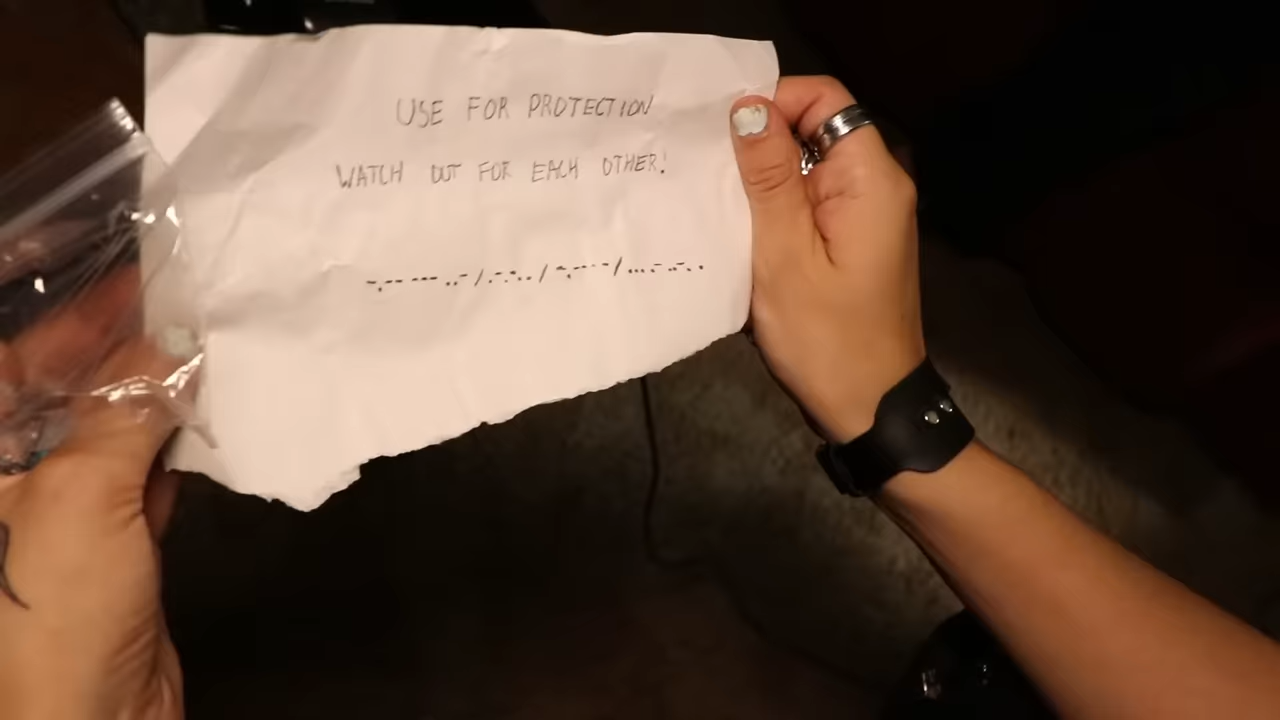 USE FOR PROTECTION
WATCH OUT FOR EACH OTHER!
-.-- --- ..- / .- .-.. / .-- .- -.-- / ... .- ..-. .